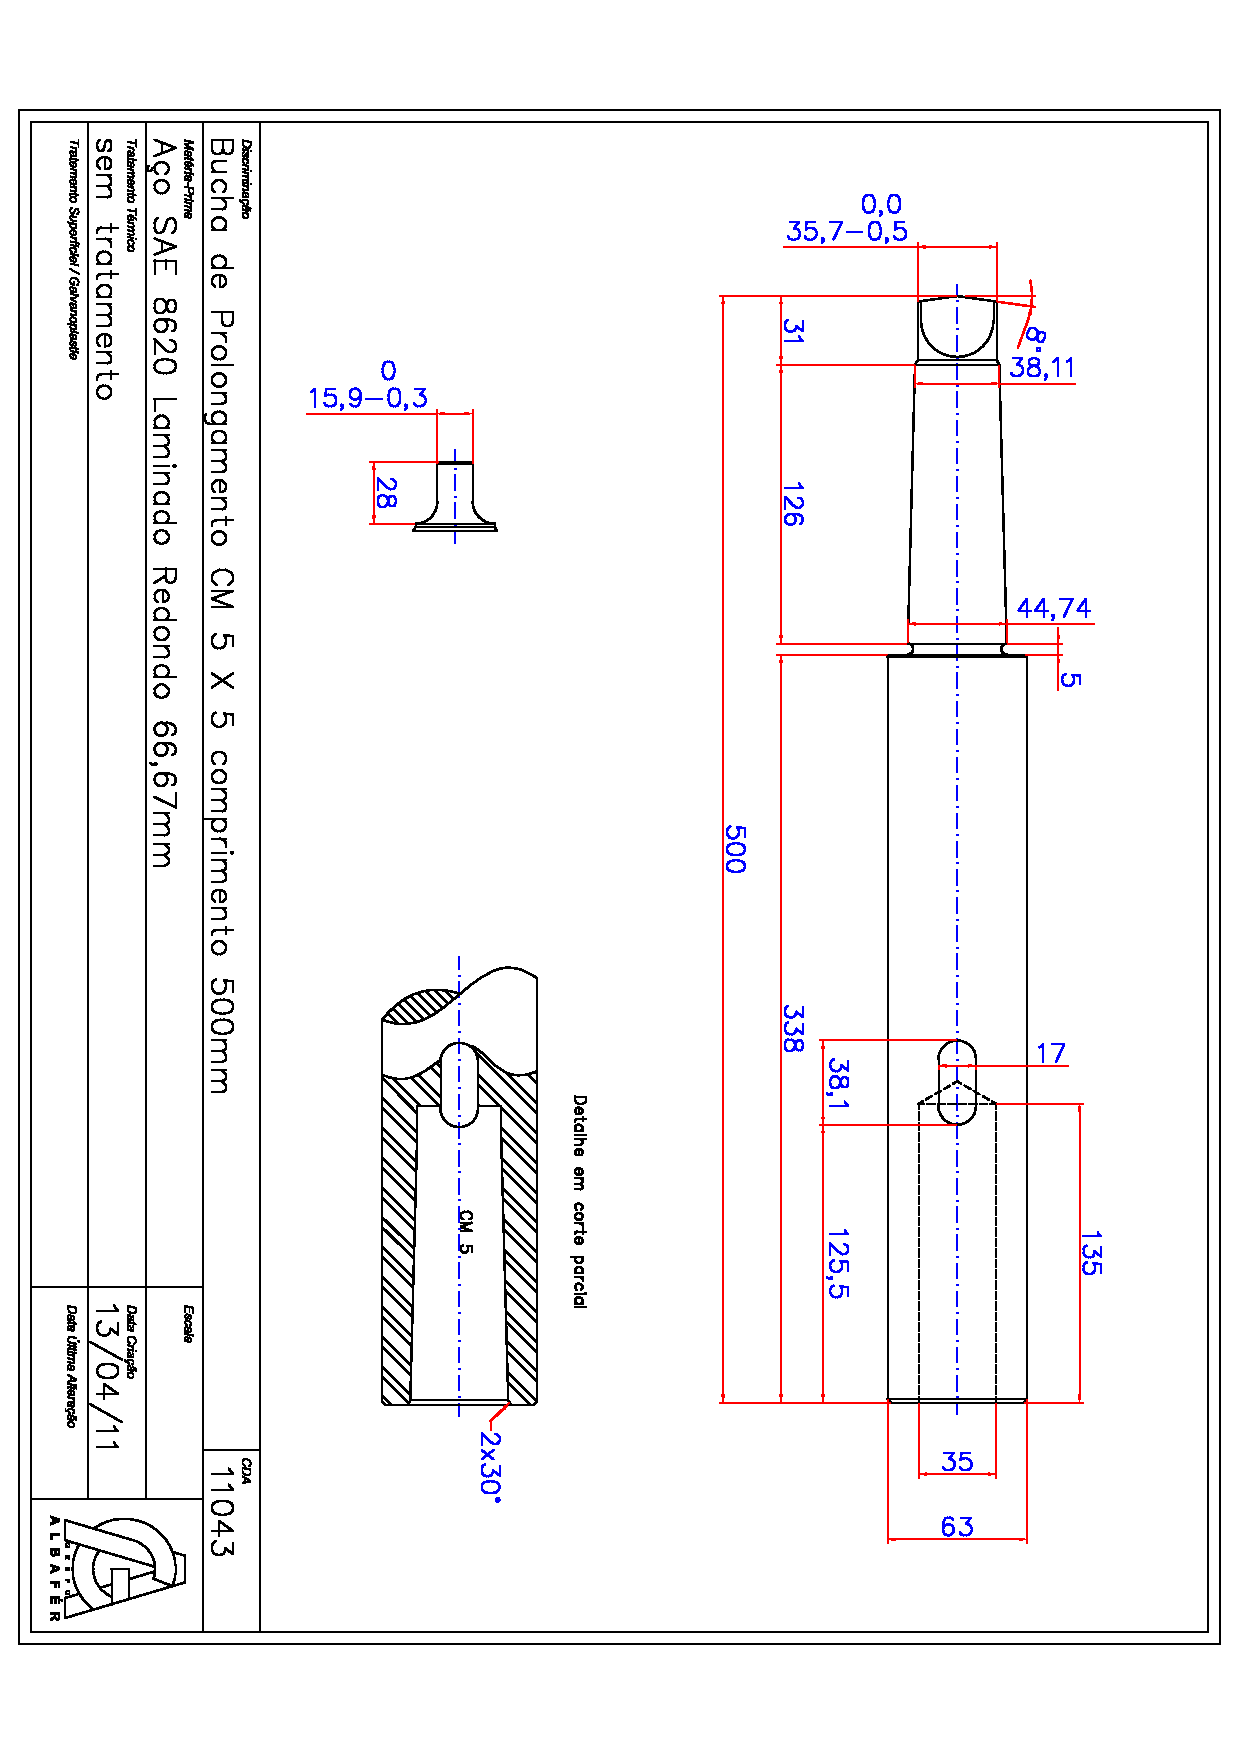 0,0
35,7-0,5
8°
31
38,11
0
15,9-0,3
28
126
44,74
5
500
338
17
38,1
125,5
135
35
63
Detalhe em corte parcial
CM 5
2x30°
Discriminação
Bucha de Prolongamento CM 5 X 5 comprimento 500mm
CDA
11043
Matéria-Prima
Aço SAE 8620 Laminado Redondo 66,67mm
Escala
Tratamento Térmico
sem tratamento
Data Criação
13/04/11
Tratamento Superficial / Galvanoplastia
Data Última Alteração
ALBAFÉR